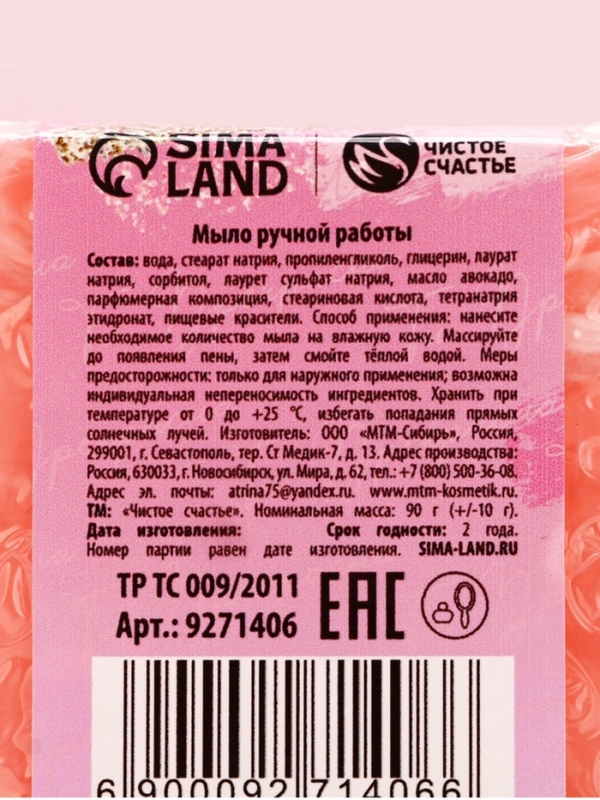 SIMA LAND
ЧИСТОЕ СЧАСТЬЕ
Мыло ручной работы
Состав: вода, стеарат натрия, пропиленгликоль, глицерин, лаурат
натрия, сорбитол, лаурет сульфат натрия, масло авокадо,
парфюмерная композиция, стеариновая кислота, тетранатрия
этидронат, пищевые красители. Способ применения: нанесите
необходимое количество мыла на влажную кожу. Массируйте
до появления пены, затем смойте тёплой водой. Меры
предосторожности: только для наружного применения; возможна
индивидуальная непереносимость ингредиентов. Хранить при
температуре от 0 до +25 °С, избегать попадания прямых
солнечных лучей. Изготовитель: ООО «МТМ-Сибирь», Россия,
299001, г. Севастополь, тер. Ст Медик-7, д. 13. Адрес производства:
Россия, 630033, г. Новосибирск, ул. Мира, д. 62, тел.: +7 (800) 500-36-08.
Адрес эл. почты: atrina75@yandex.ru. www.mtm-kosmetik.ru.
ТМ: «Чистое счастье». Номинальная масса: 90 г (+/-10 г).
Дата изготовления: Срок годности: 2 года.
Номер партии равен дате изготовления. SIMA-LAND.RU
ТР ТС 009/2011
Арт.: 9271406
EAC
6 900092 714066